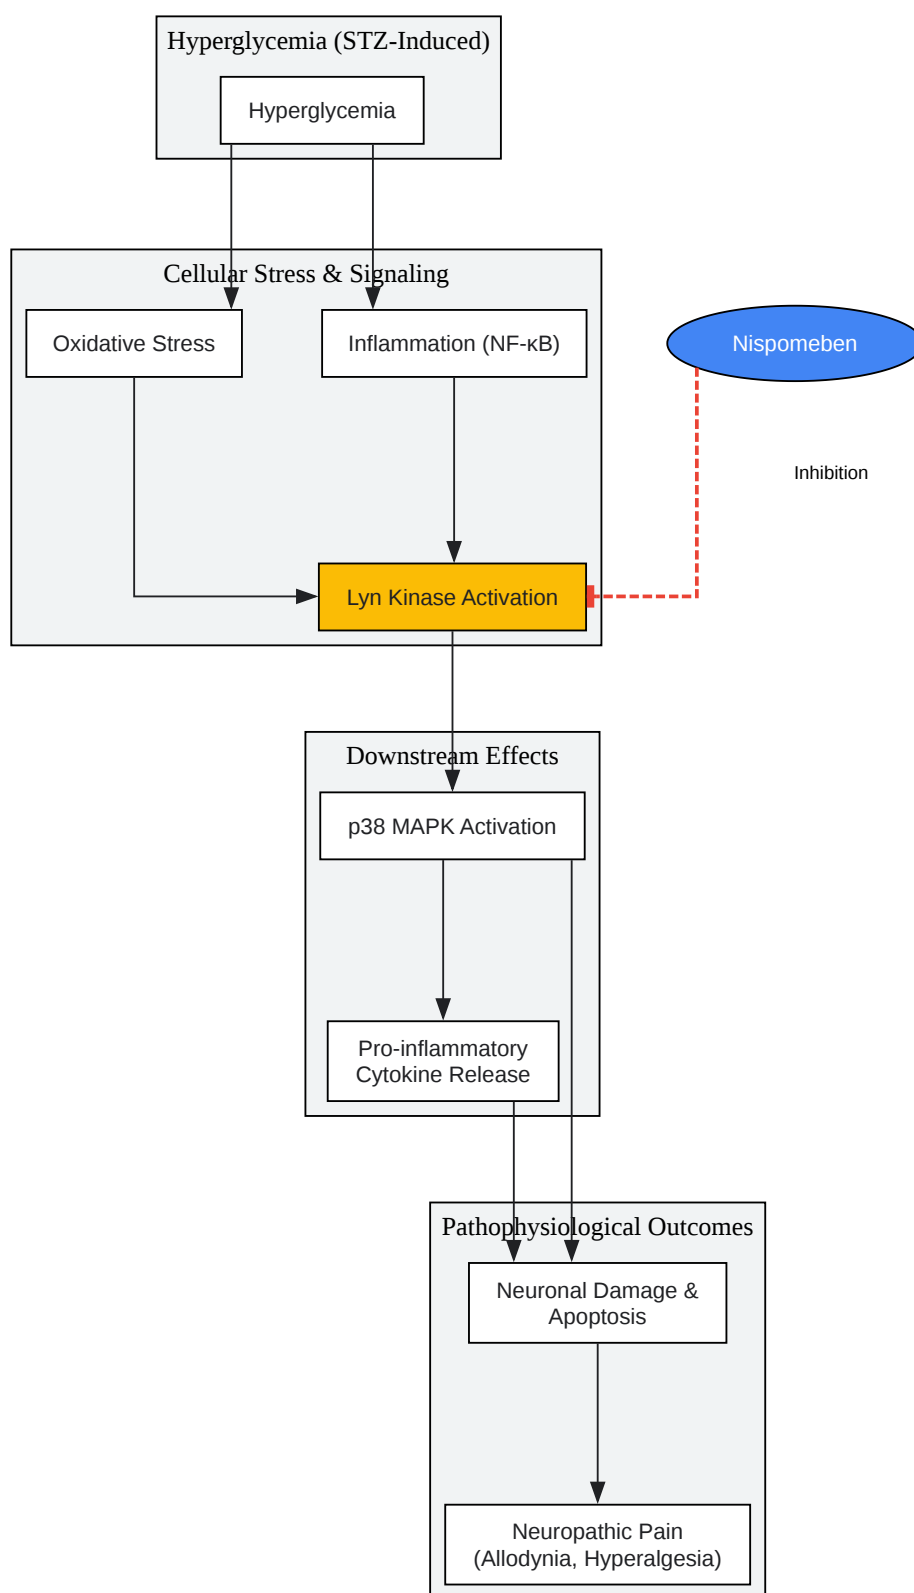 Hyperglycemia (STZ-Induced)
Hyperglycemia
Cellular Stress & Signaling
Oxidative Stress
Inflammation (NF-κB)
Nispomeben
Inhibition
Lyn Kinase Activation
Downstream Effects
p38 MAPK Activation
Pro-inflammatory
Cytokine Release
Pathophysiological Outcomes
Neuronal Damage &
Apoptosis
Neuropathic Pain
(Allodynia, Hyperalgesia)